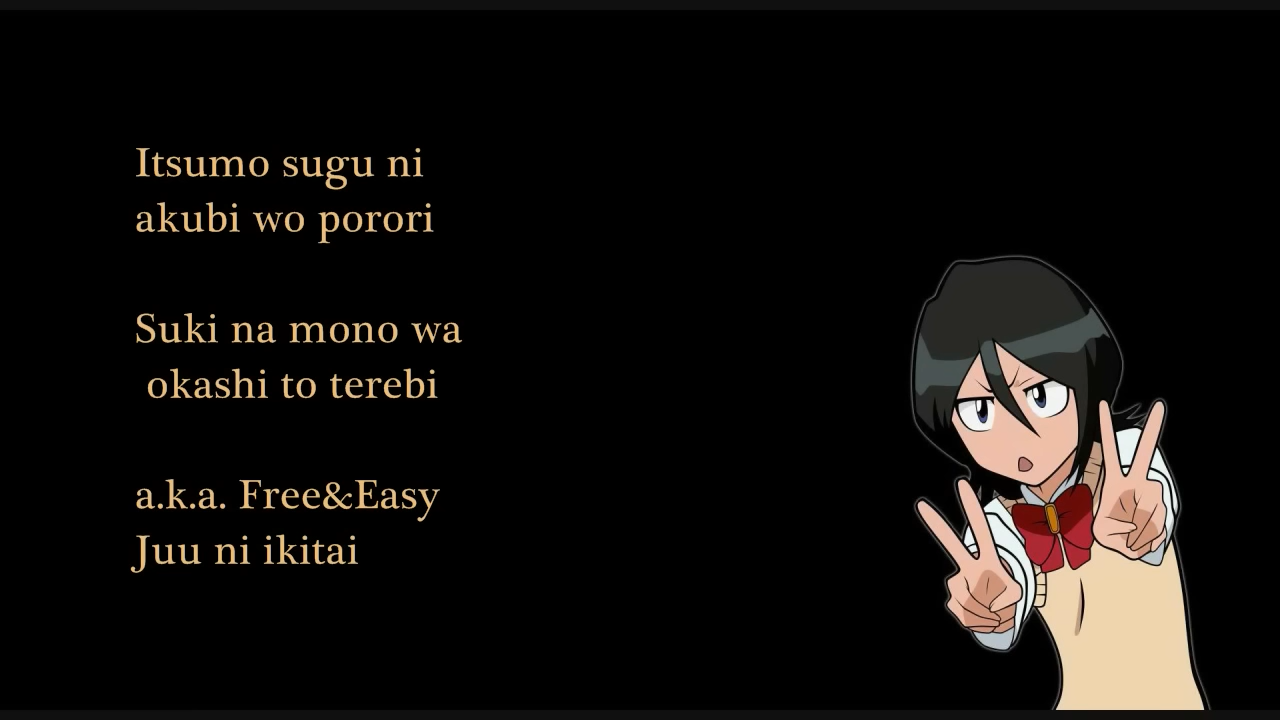 Itsumo sugu ni
akubi wo porori
Suki na mono wa
okashi to terebi
a.k.a. Free&Easy
Juu ni ikitai